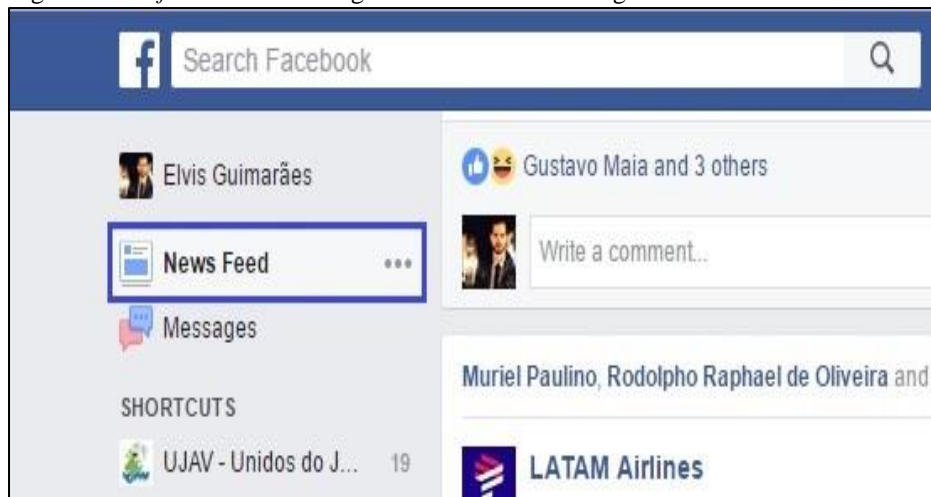 Search Facebook
Elvis Guimarães
News Feed
Messages
SHORTCUTS
UJAV - Unidos do J... 19
Gustavo Maia and 3 others
Write a comment...
Muriel Paulino, Rodolpho Raphael de Oliveira and
LATAM Airlines